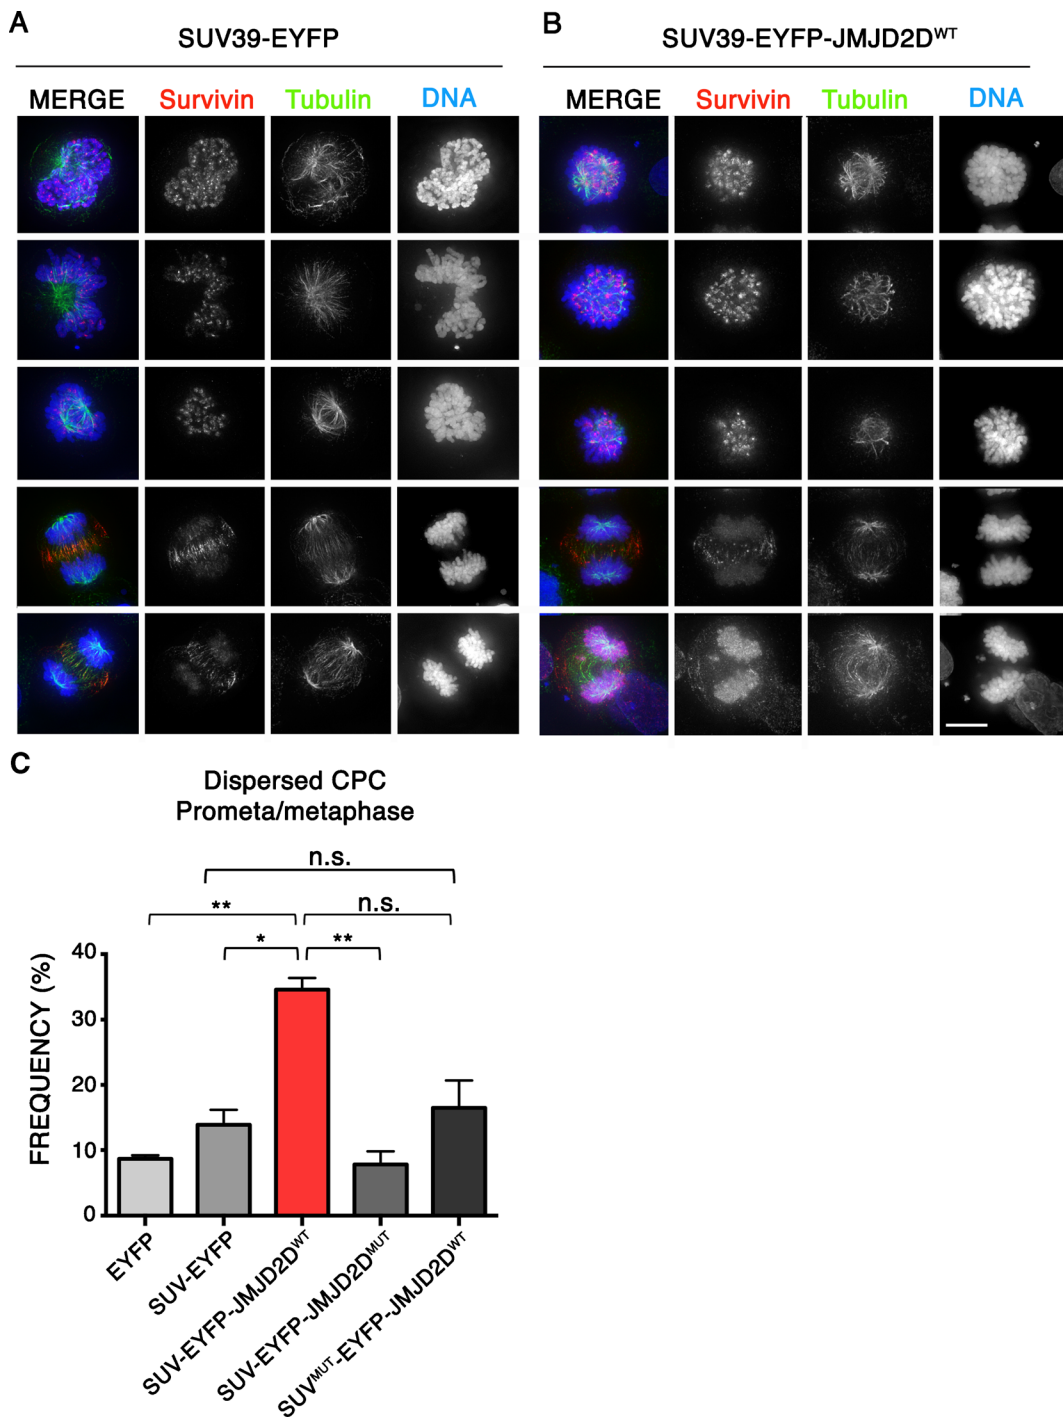 A
SUV39-EYFP
MERGE Survivin Tubulin DNA
B
SUV39-EYFP-JMJD2DWT
MERGE Survivin Tubulin DNA
C
Dispersed CPC
Prometa/metaphase
n.s.
** n.s.
* **
FREQUENCY (%)
40
30
20
10
0
EYFP
SUV-EYFP
SUV-EYFP-JMJD2DWT
SUV-EYFP-JMJD2DMUT
SUVMUT-EYFP-JMJD2DWT